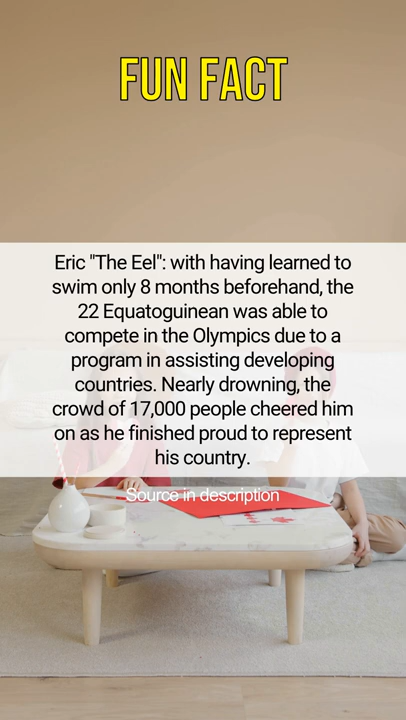 FUN FACT
Eric "The Eel": with having learned to
swim only 8 months beforehand, the
22 Equatoguinean was able to
compete in the Olympics due to a
program in assisting developing
countries. Nearly drowning, the
crowd of 17,000 people cheered him
on as he finished proud to represent
his country.
Source in description